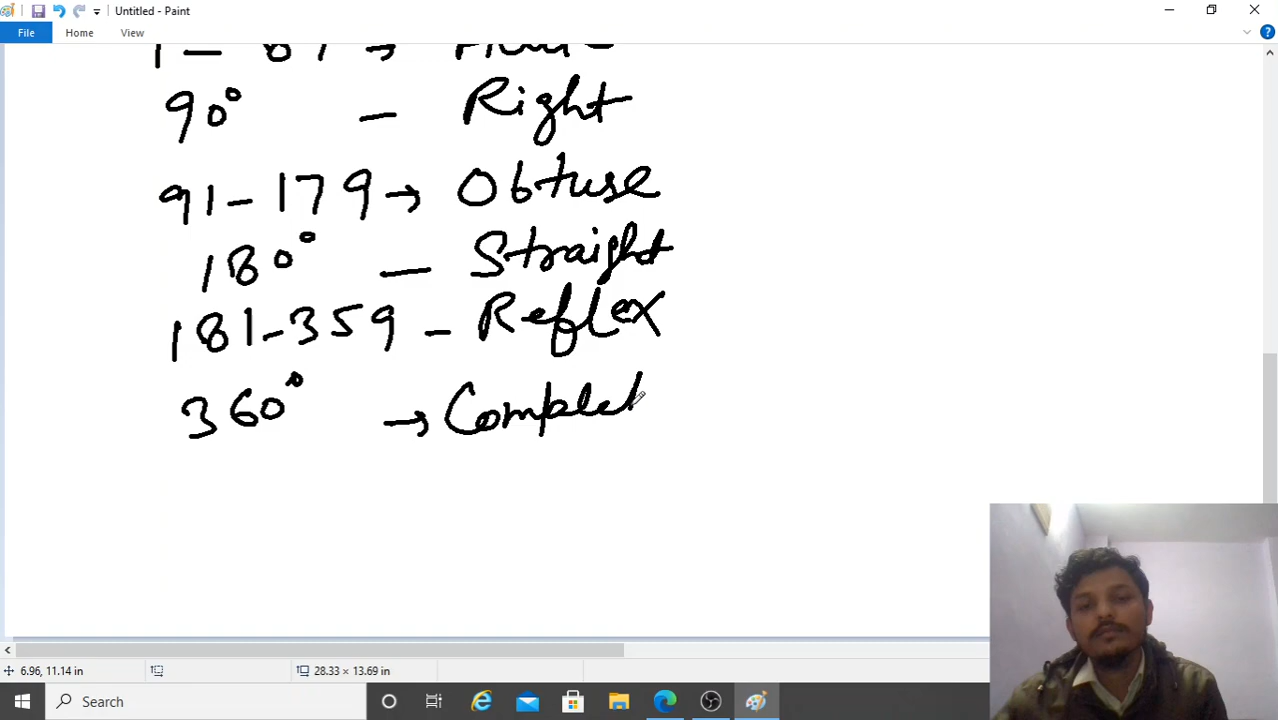 Untitled - Paint
File Home View
90° - Right
91-179 → Obtuse
180° - Straight
181-359 - Reflex
360° → Complet
6.96, 11.14 in
28.33 × 13.69 in
Search